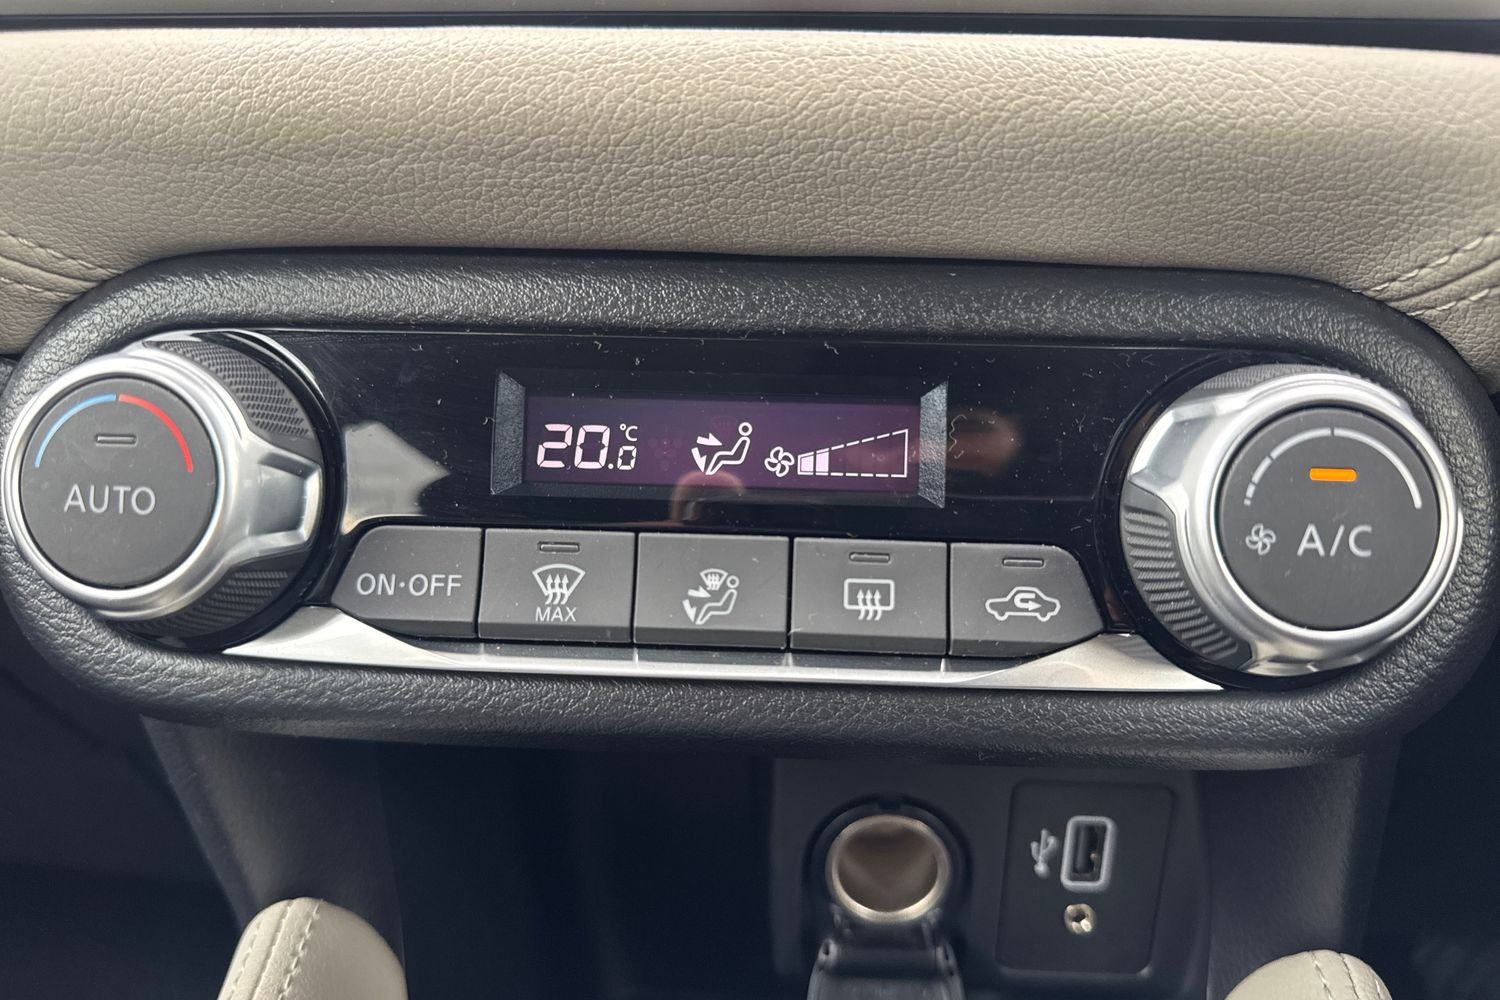 20.0 °C
AUTO
ON·OFF
MAX
A/C